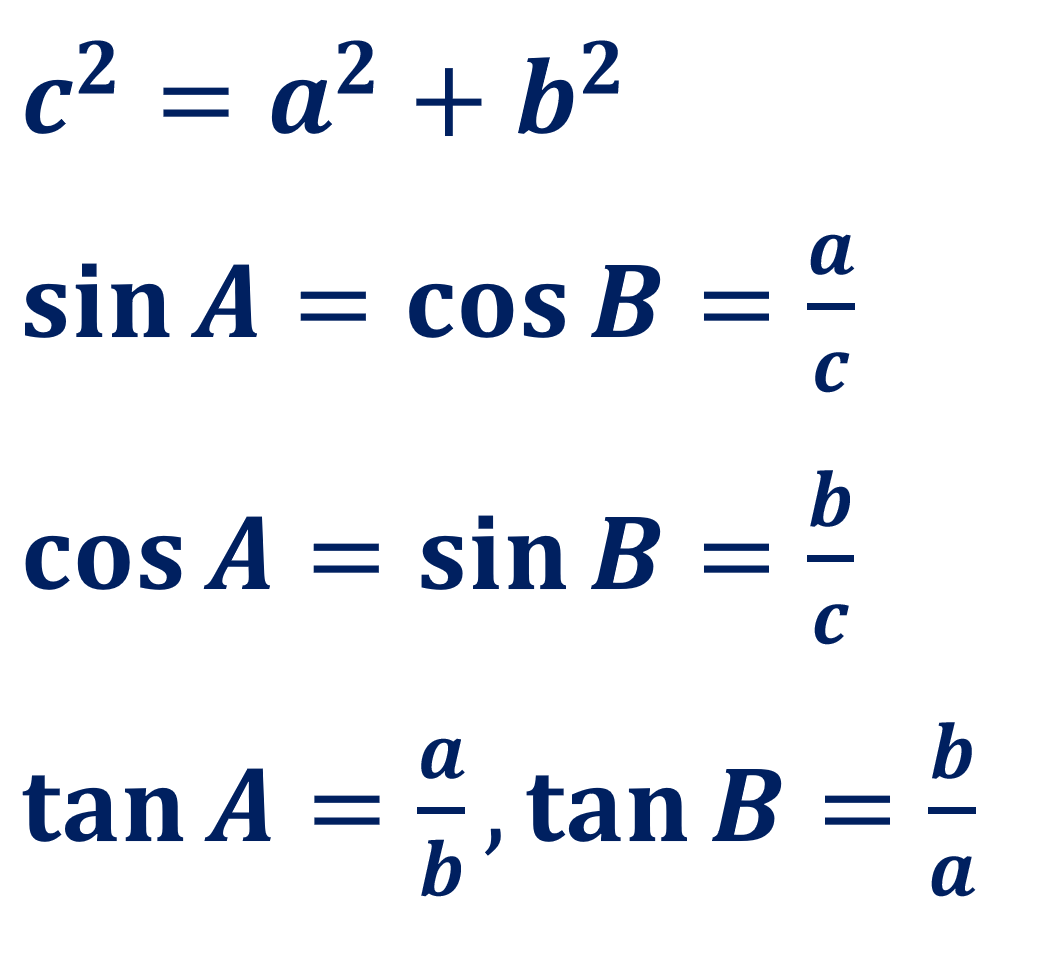 c² = a² + b²
sin A = cos B = a/c
cos A = sin B = b/c
tan A = a/b, tan B = b/a